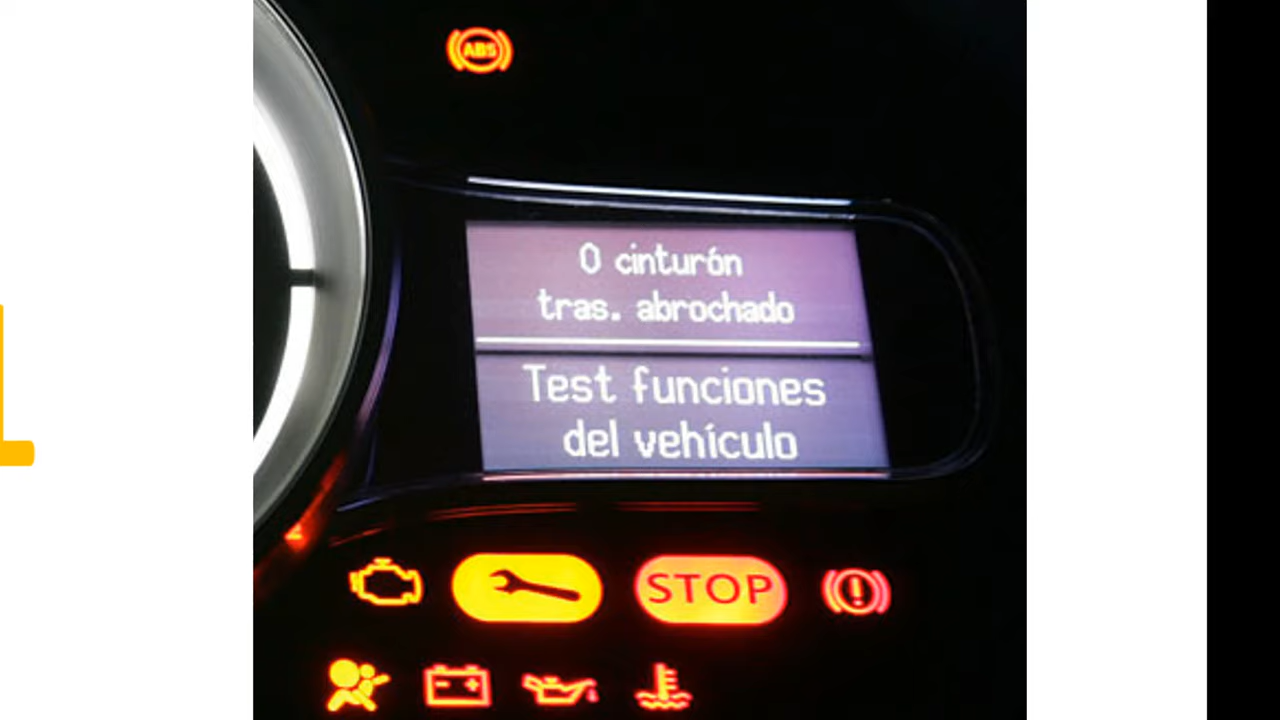 ABS
0 cinturón
tras. abrochado
Test funciones
del vehículo
STOP